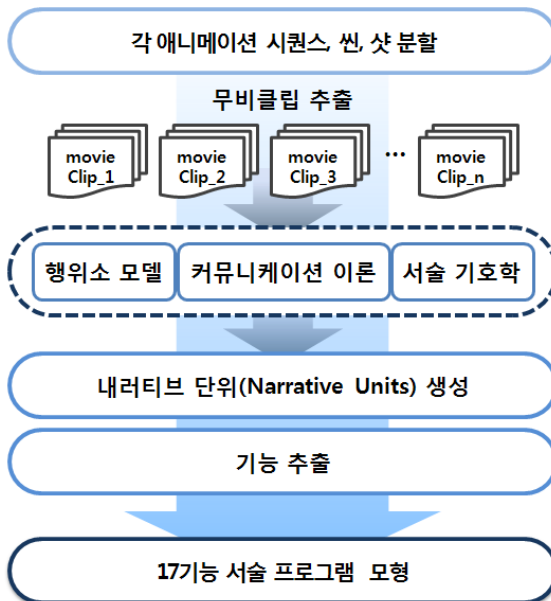 각 애니메이션 시퀀스, 씬, 샷 분할
무비클립 추출
movie
Clip_1
movie
Clip_2
movie
Clip_3
...
movie
Clip_n
행위소 모델
커뮤니케이션 이론
서술 기호학
내러티브 단위(Narrative Units) 생성
기능 추출
17기능 서술 프로그램 모형